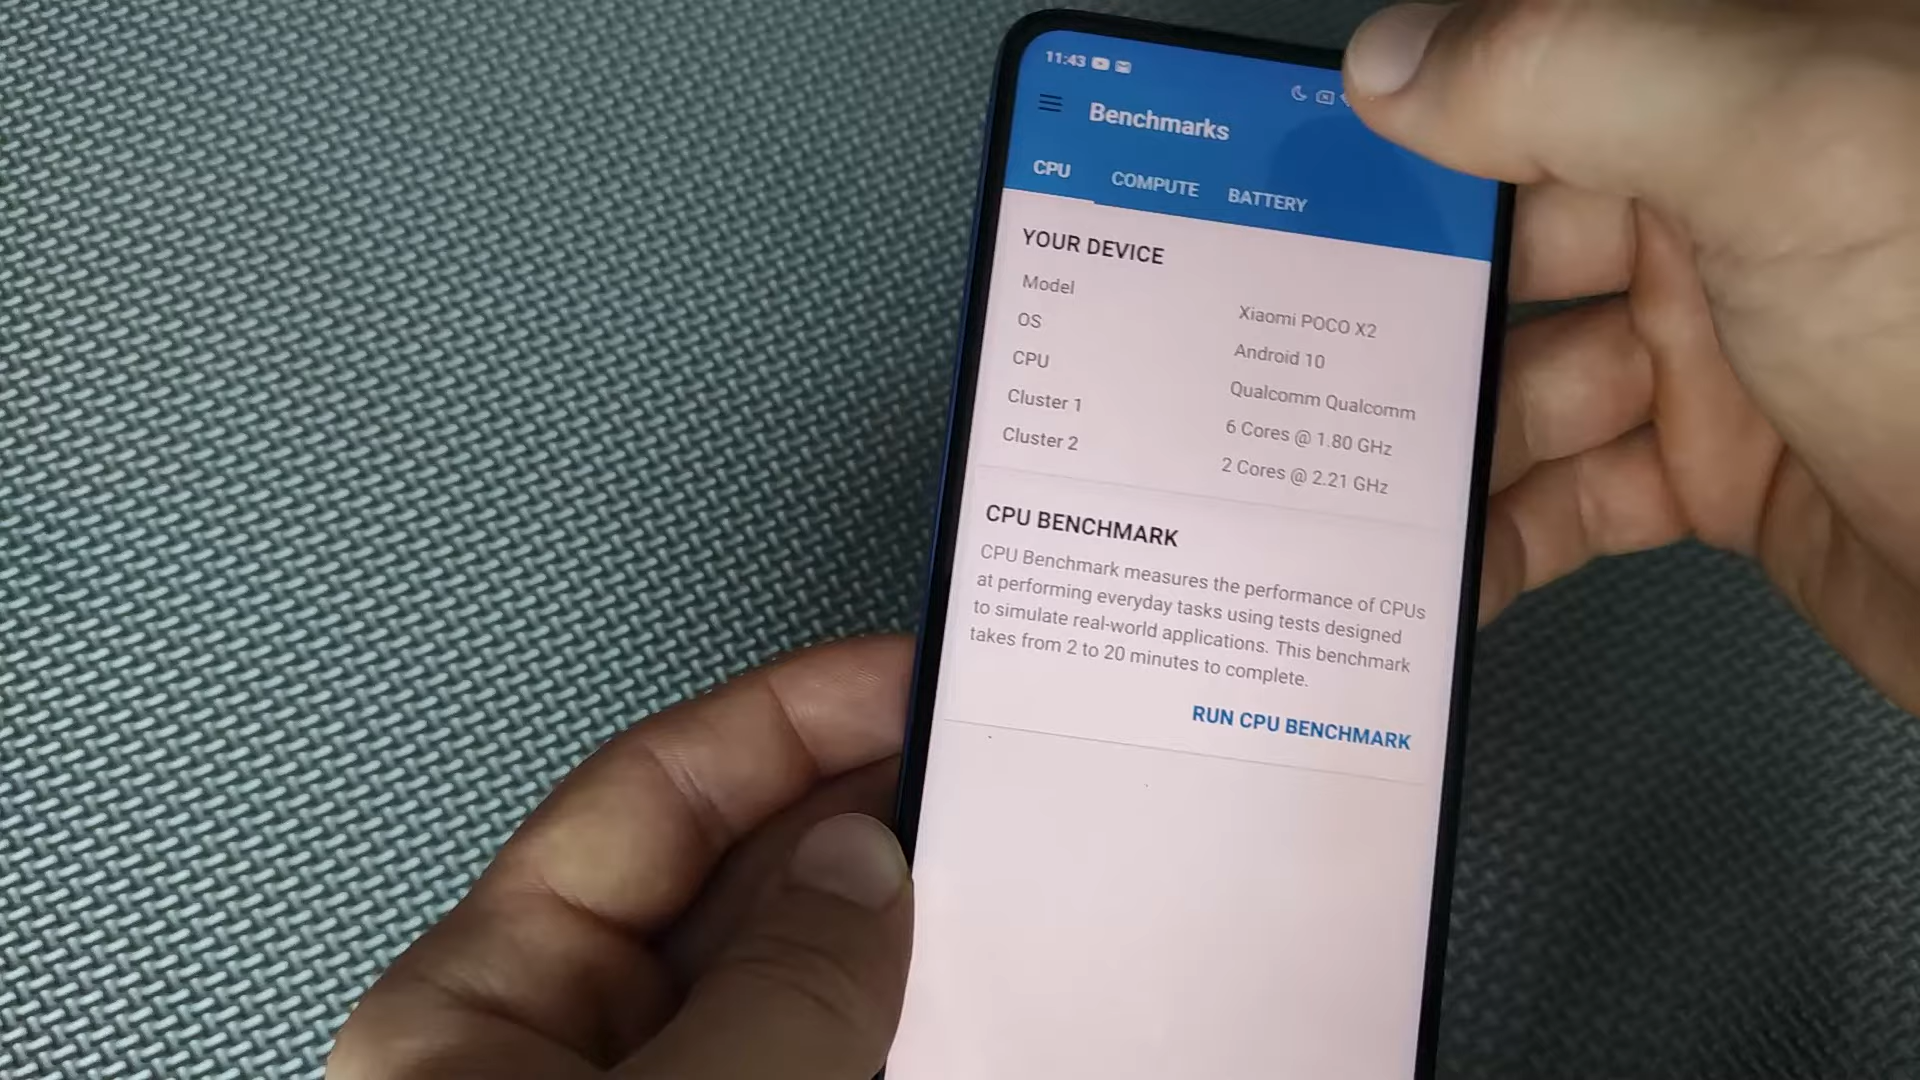 11:43
Benchmarks
CPU COMPUTE BATTERY
YOUR DEVICE
Model Xiaomi POCO X2
OS Android 10
CPU Qualcomm Qualcomm
Cluster 1 6 Cores @ 1.80 GHz
Cluster 2 2 Cores @ 2.21 GHz
CPU BENCHMARK
CPU Benchmark measures the performance of CPUs
at performing everyday tasks using tests designed
to simulate real-world applications. This benchmark
takes from 2 to 20 minutes to complete.
RUN CPU BENCHMARK